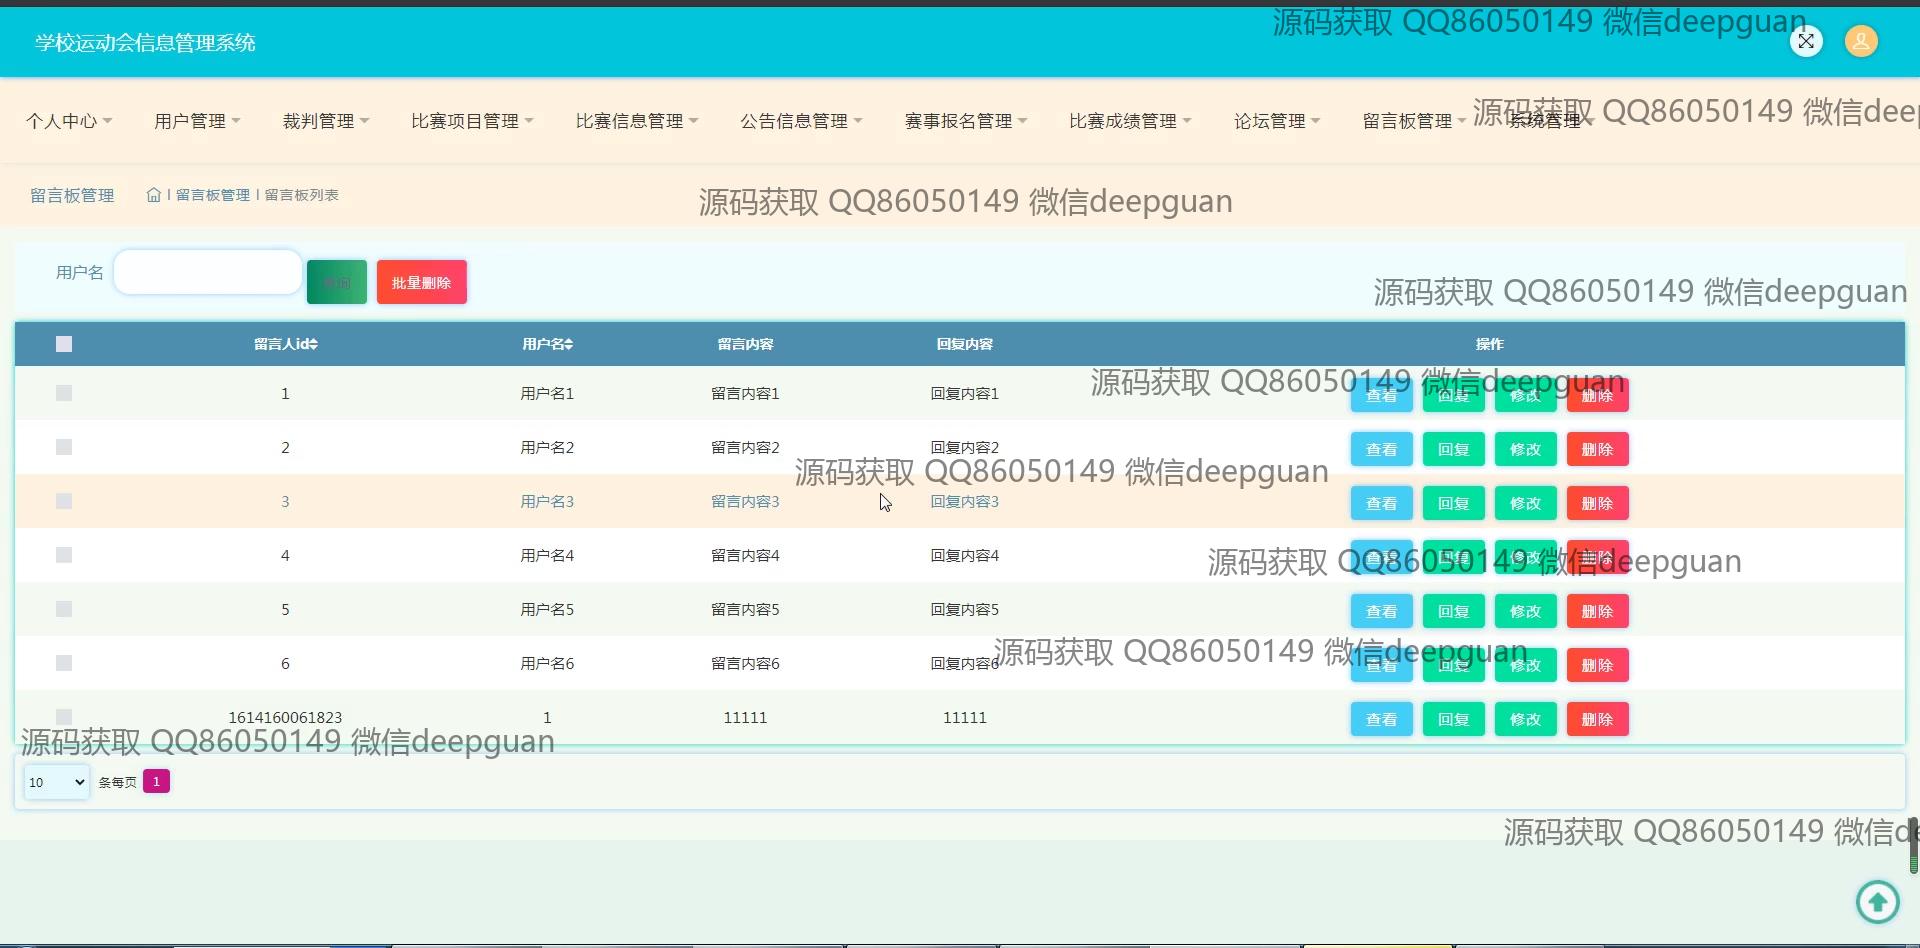 源码获取 QQ86050149 微信deepguan
学校运动会信息管理系统
个人中心 用户管理 裁判管理 比赛项目管理 比赛信息管理 公告信息管理 赛事报名管理 比赛成绩管理 论坛管理 留言板管理 系统管理
源码获取 QQ86050149 微信deep
留言板管理 留言板管理 留言板列表
源码获取 QQ86050149 微信deepguan
用户名 查询 批量删除
源码获取 QQ86050149 微信deepguan
留言人id 用户名 留言内容 回复内容 操作
源码获取 QQ86050149 微信deepguan
1 用户名1 留言内容1 回复内容1 查看 回复 修改 删除
2 用户名2 留言内容2 回复内容2 查看 回复 修改 删除
源码获取 QQ86050149 微信deepguan
3 用户名3 留言内容3 回复内容3 查看 回复 修改 删除
4 用户名4 留言内容4 回复内容4 查看 回复 修改 删除
源码获取 QQ86050149 微信deepguan
5 用户名5 留言内容5 回复内容5 查看 回复 修改 删除
源码获取 QQ86050149 微信deepguan
6 用户名6 留言内容6 回复内容6 查看 回复 修改 删除
1614160061823 1 11111 11111 查看 回复 修改 删除
源码获取 QQ86050149 微信deepguan
10 条每页 1
源码获取 QQ86050149 微信d